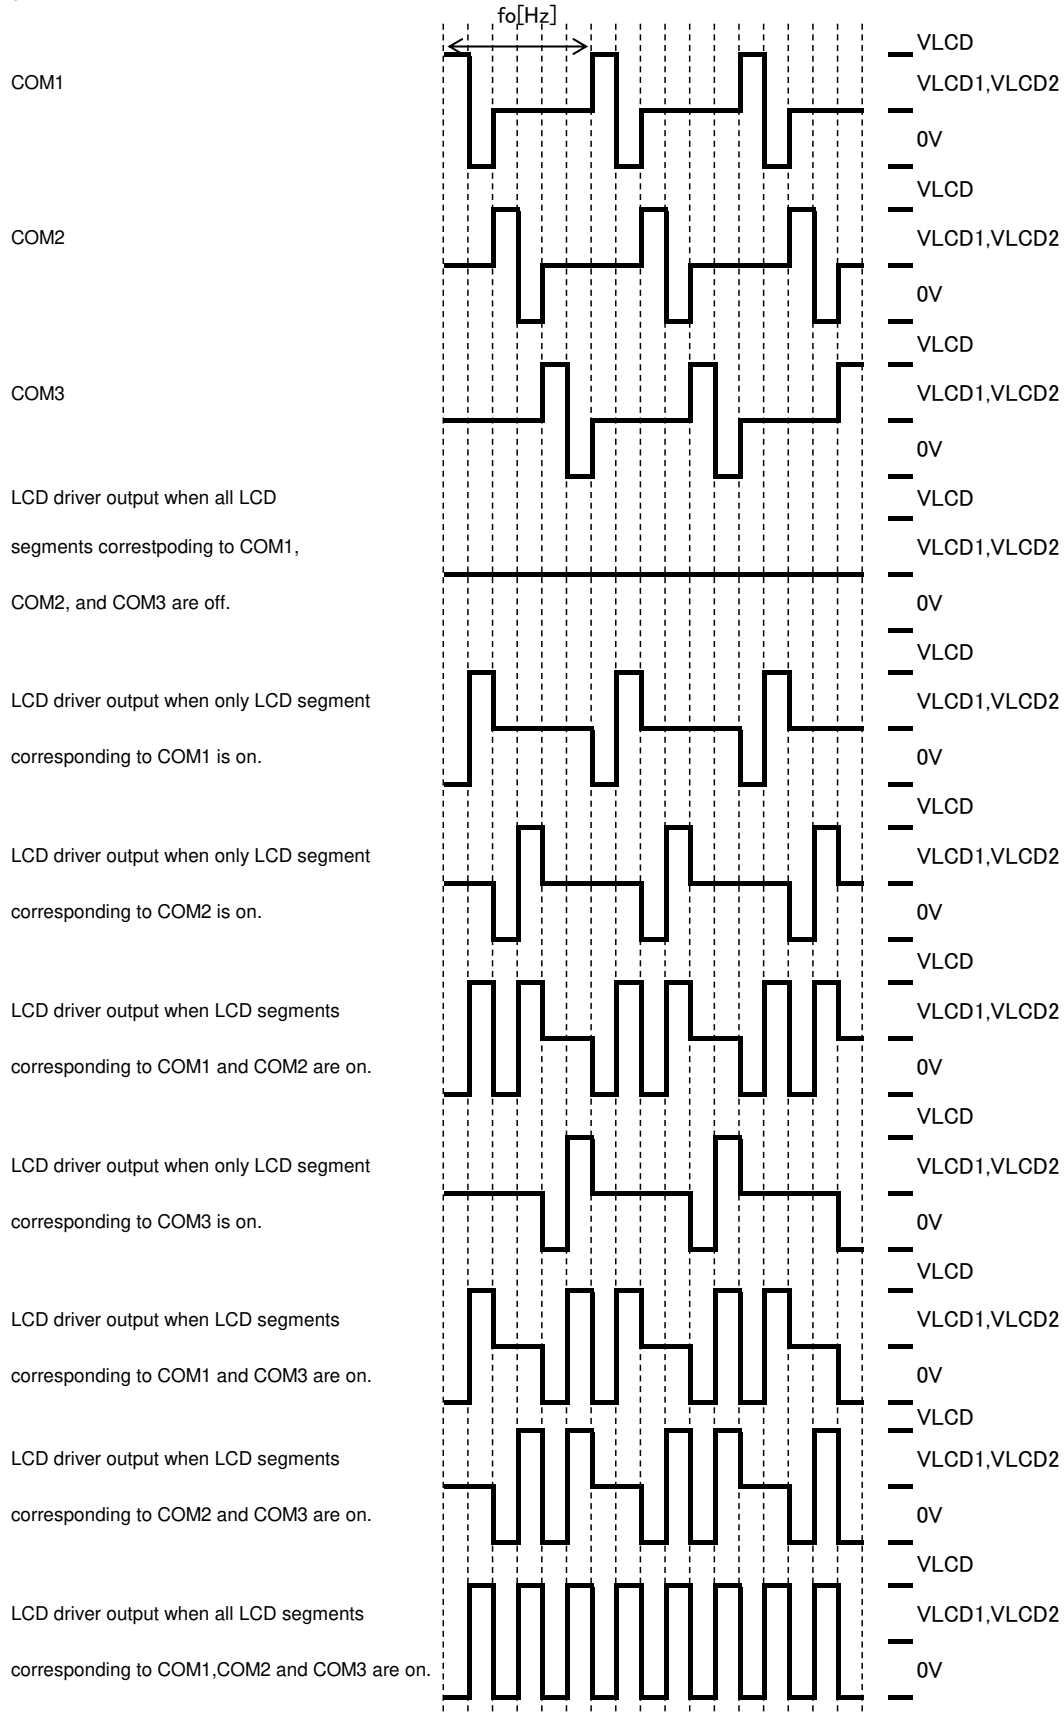 fo[Hz]
VLCD
COM1
VLCD1,VLCD2
0V
VLCD
COM2
VLCD1,VLCD2
0V
VLCD
COM3
VLCD1,VLCD2
0V
LCD driver output when all LCD
VLCD
segments correstpoding to COM1,
VLCD1,VLCD2
COM2, and COM3 are off.
0V
VLCD
LCD driver output when only LCD segment
VLCD1,VLCD2
corresponding to COM1 is on.
0V
VLCD
LCD driver output when only LCD segment
VLCD1,VLCD2
corresponding to COM2 is on.
0V
VLCD
LCD driver output when LCD segments
VLCD1,VLCD2
corresponding to COM1 and COM2 are on.
0V
VLCD
LCD driver output when only LCD segment
VLCD1,VLCD2
corresponding to COM3 is on.
0V
VLCD
LCD driver output when LCD segments
VLCD1,VLCD2
corresponding to COM1 and COM3 are on.
0V
VLCD
LCD driver output when LCD segments
VLCD1,VLCD2
corresponding to COM2 and COM3 are on.
0V
VLCD
LCD driver output when all LCD segments
VLCD1,VLCD2
corresponding to COM1,COM2 and COM3 are on.
0V